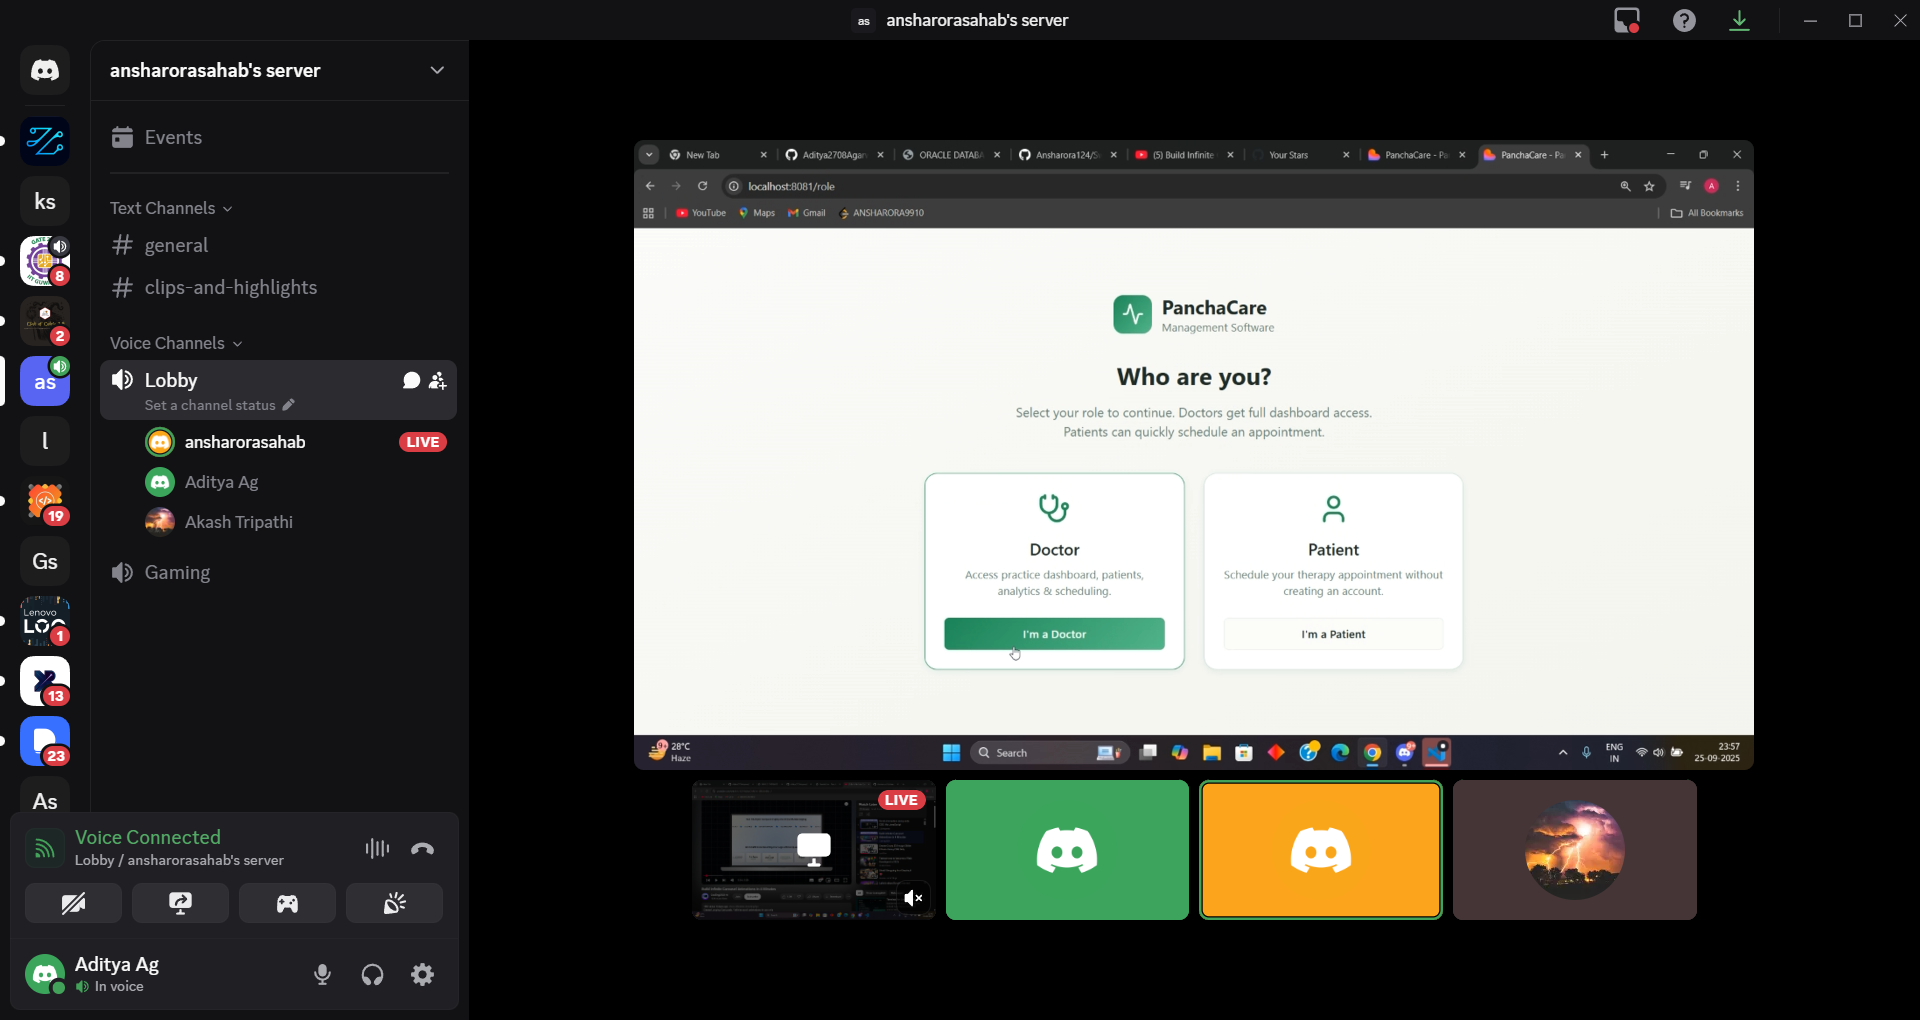 as ansharorasahab's server
ansharorasahab's server
Events
Text Channels
# general
# clips-and-highlights
Voice Channels
Lobby
Set a channel status
ansharorasahab LIVE
Aditya Ag
Akash Tripathi
Gaming
ks
8
2
as
l
19
Gs
Lenovo
1
13
23
As
Voice Connected
Lobby / ansharorasahab's server
Aditya Ag
In voice
New Tab
Aditya2708Agar
ORACLE DATABA
Ansharora124/S
(5) Build Infinite
Your Stars
PanchaCare - Pa
PanchaCare - Pa
localhost:8081/role
A
YouTube Maps Gmail ANSHARORA9910 All Bookmarks
PanchaCare
Management Software
Who are you?
Select your role to continue. Doctors get full dashboard access.
Patients can quickly schedule an appointment.
Doctor
Access practice dashboard, patients,
analytics & scheduling.
I'm a Doctor
Patient
Schedule your therapy appointment without
creating an account.
I'm a Patient
28°C
Haze
Search
ENG
IN
23:57
25-09-2025
LIVE